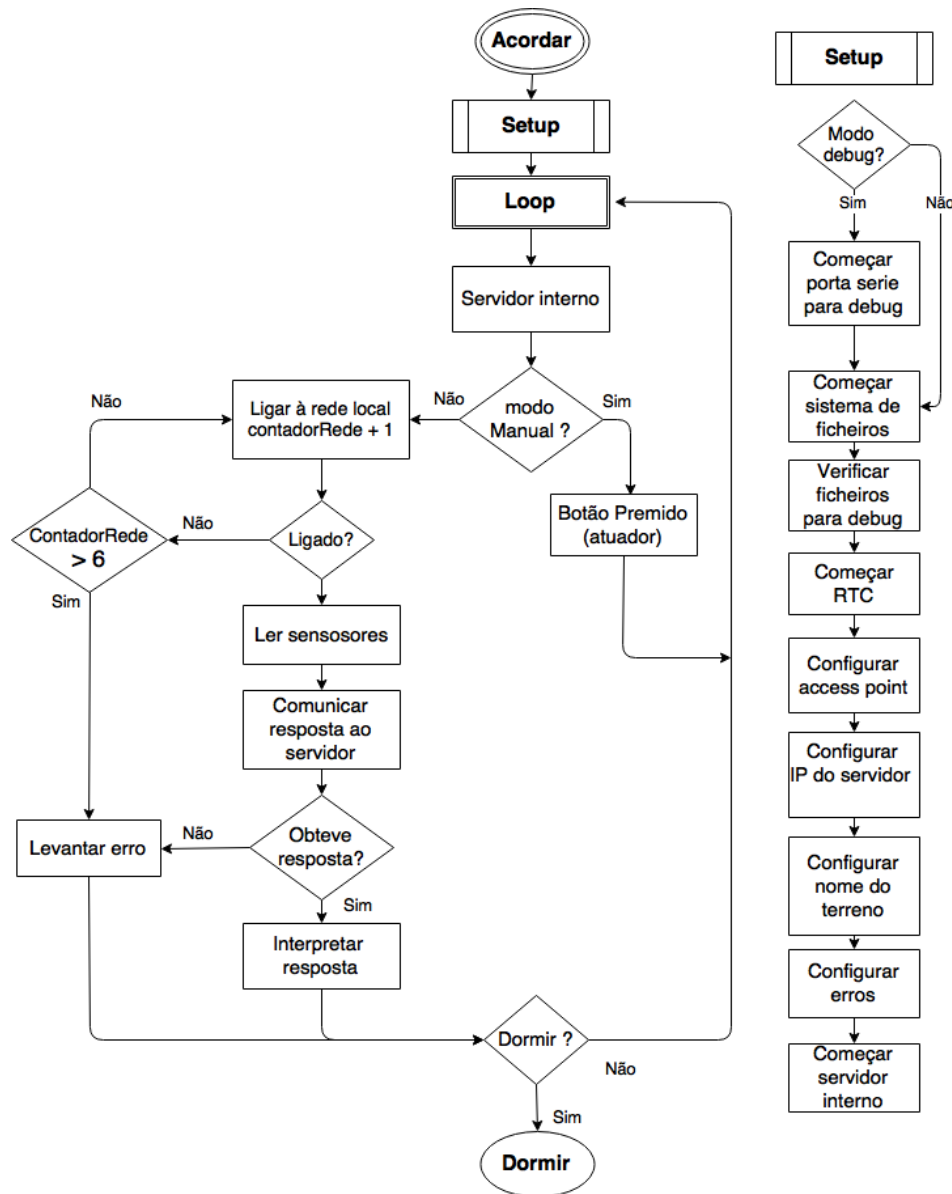 Acordar
Setup
Loop
Servidor interno
modo
Manual ?
Não
Sim
Ligar à rede local
contadorRede + 1
Não
Botão Premido
(atuador)
ContadorRede
> 6
Não
Ligado?
Sim
Ler sensosores
Comunicar
resposta ao
servidor
Levantar erro
Não
Obteve
resposta?
Sim
Interpretar
resposta
Dormir ?
Não
Sim
Dormir
Setup
Modo
debug?
Sim
Não
Começar
porta serie
para debug
Começar
sistema de
ficheiros
Verificar
ficheiros
para debug
Começar
RTC
Configurar
access point
Configurar
IP do servidor
Configurar
nome do
terreno
Configurar
erros
Começar
servidor
interno